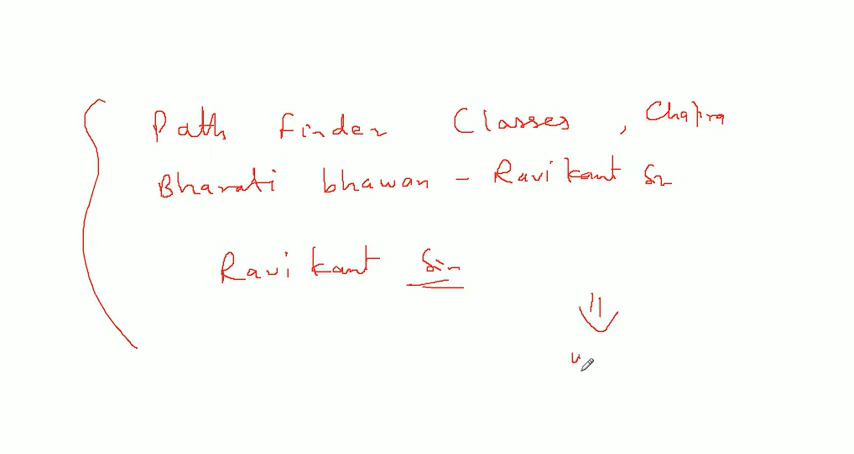 Path Finder Classes, Chapra
Bharati bhawan - Ravi kant Sir
Ravi kant Sir